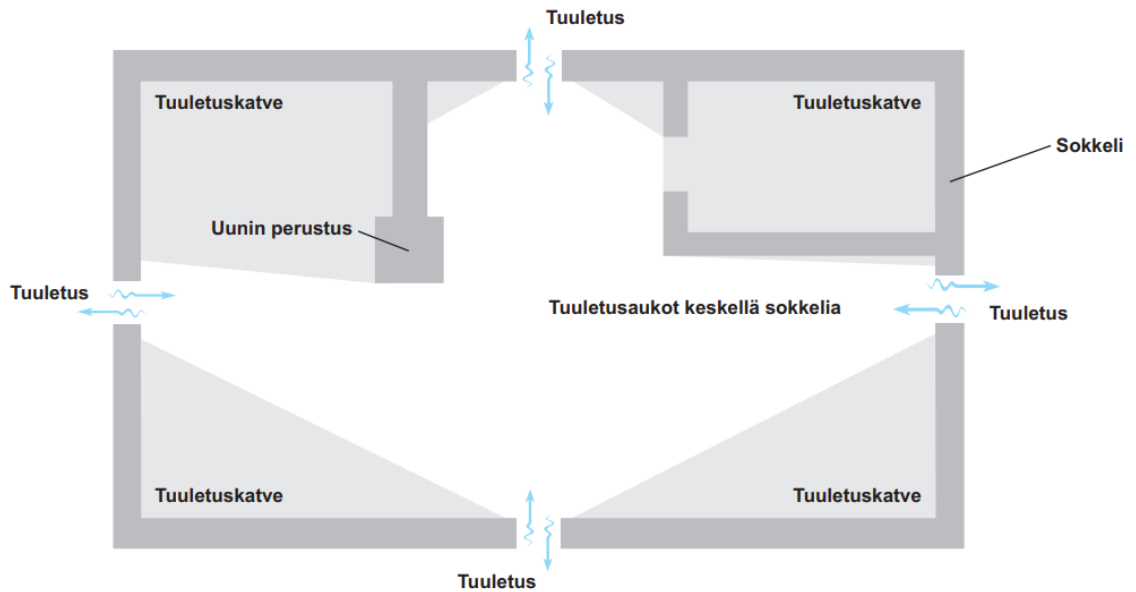 Tuuletus
Tuuletuskatve
Tuuletuskatve
Sokkeli
Uunin perustus
Tuuletus
Tuuletusaukot keskellä sokkelia
Tuuletus
Tuuletuskatve
Tuuletuskatve
Tuuletus